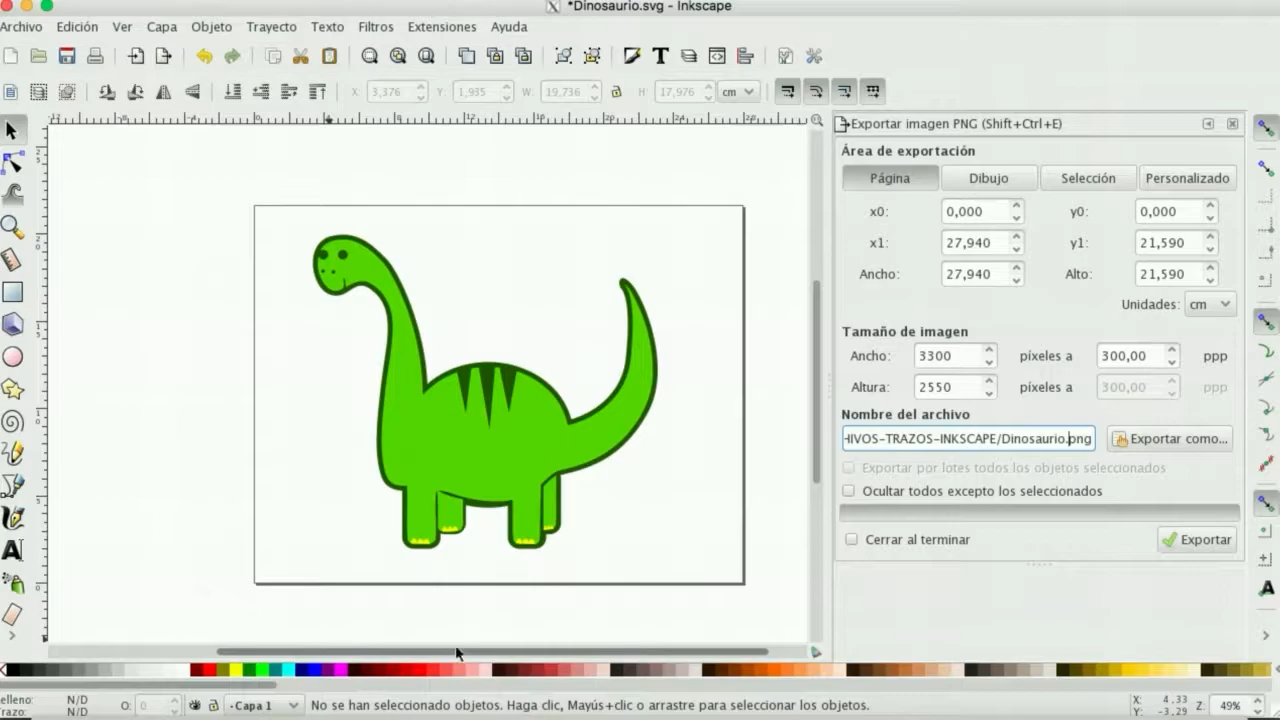 *Dinosaurio.svg - Inkscape
Archivo Edición Ver Capa Objeto Trayecto Texto Filtros Extensiones Ayuda
X: 3,376 Y: 1,935 W: 19,736 H: 17,976 cm
Exportar imagen PNG (Shift+Ctrl+E)
Área de exportación
Página Dibujo Selección Personalizado
x0: 0,000 y0: 0,000
x1: 27,940 y1: 21,590
Ancho: 27,940 Alto: 21,590
Unidades: cm
Tamaño de imagen
Ancho: 3300 píxeles a 300,00 ppp
Altura: 2550 píxeles a 300,00 ppp
Nombre del archivo
HIVOS-TRAZOS-INKSCAPE/Dinosaurio.png Exportar como...
Exportar por lotes todos los objetos seleccionados
Ocultar todos excepto los seleccionados
Cerrar al terminar Exportar
elleno: N/D
razo: N/D
O: 0 -Capa 1 No se han seleccionado objetos. Haga clic, Mayús+clic o arrastre para seleccionar los objetos.
X: 4,33
Y: -3,29
Z: 49%